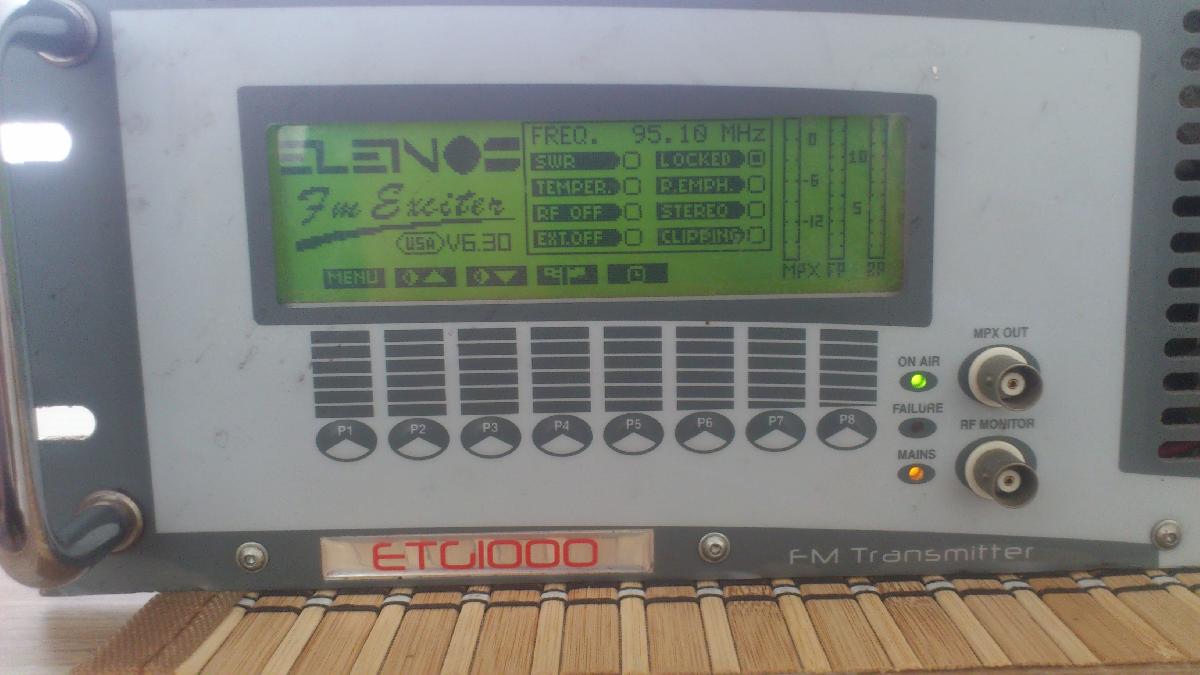 ELENOS
Fm Exciter
USA V6.30
FREQ. 95.10 MHz
SWR LOCKED
TEMPER. P.EMPH.
RF OFF STEREO
EXT.OFF CLIPPING
0
-6
-12
10
5
MPX FP RP
MENU
P1 P2 P3 P4 P5 P6 P7 P8
MPX OUT
ON AIR
FAILURE
RF MONITOR
MAINS
ETG1000
FM Transmitter